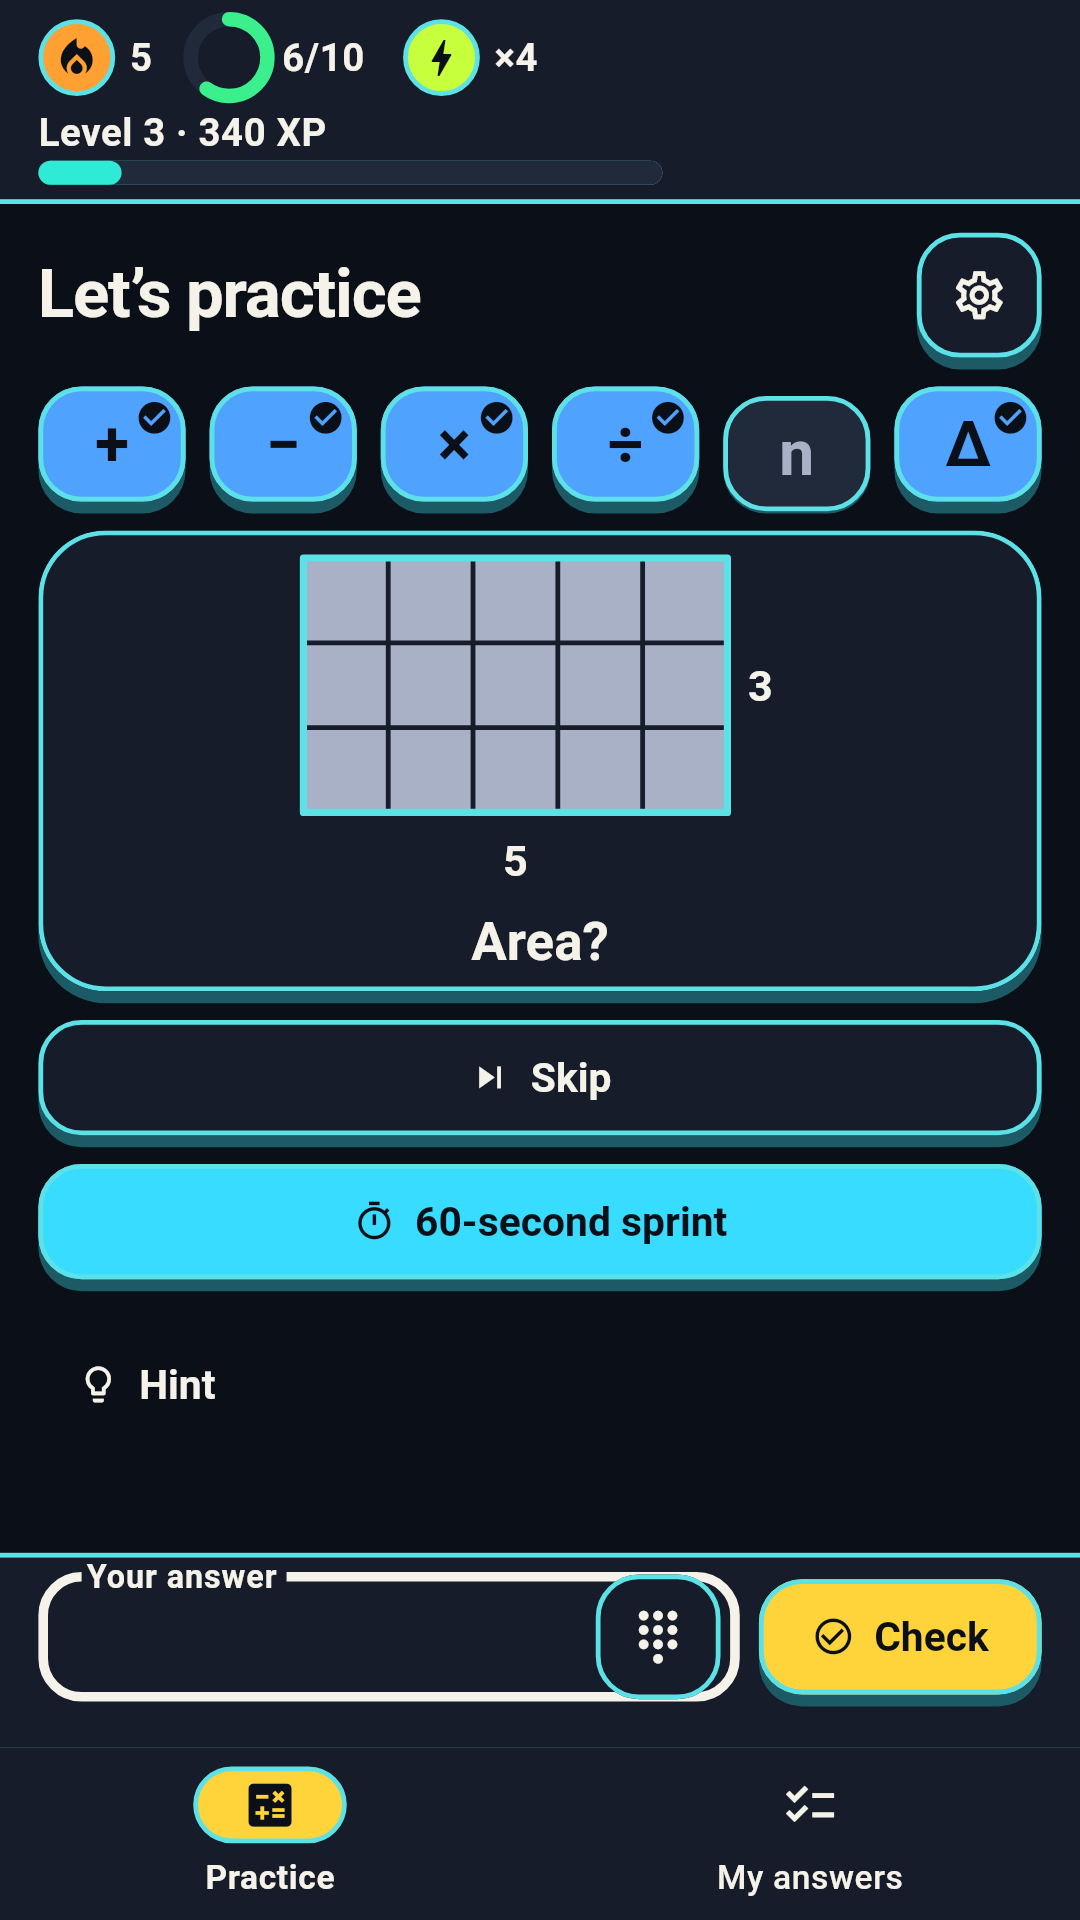 5 6/10 ×4
Level 3 · 340 XP
Let’s practice
+ − × ÷ n Δ
3
5
Area?
Skip
60-second sprint
Hint
Your answer
Check
Practice My answers